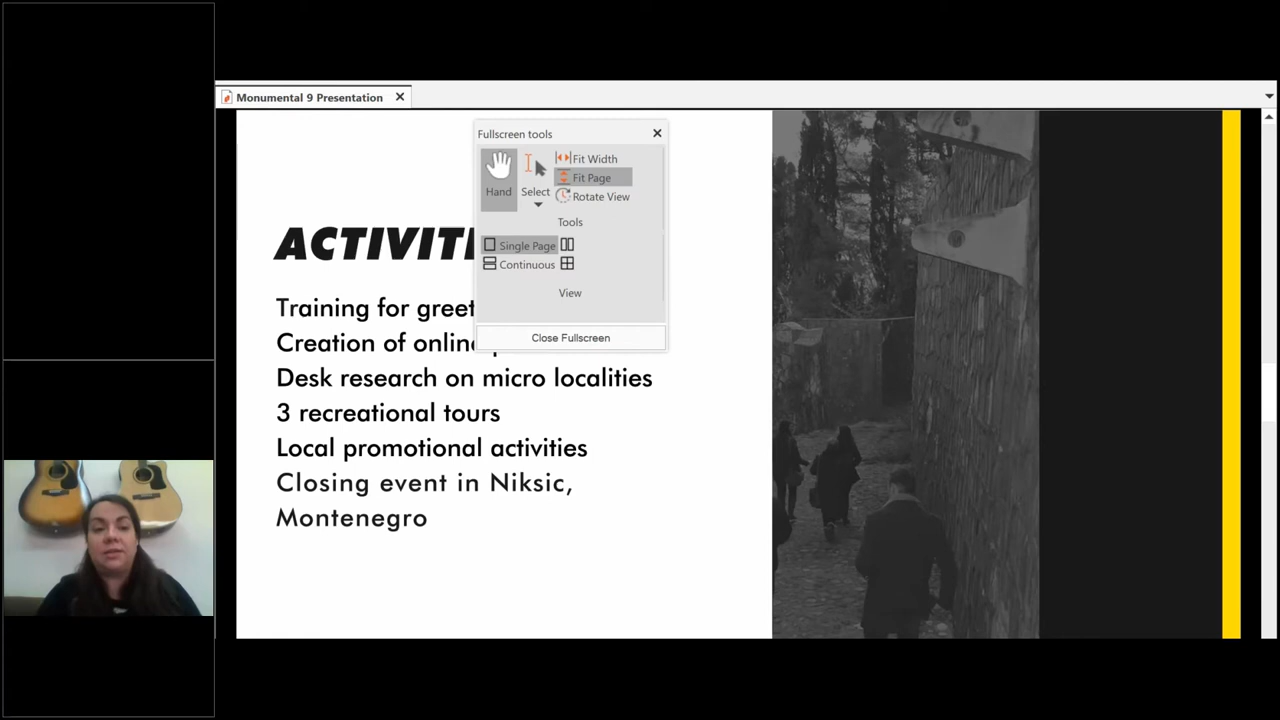 Monumental 9 Presentation
Fullscreen tools
Hand
Select
Fit Width
Fit Page
Rotate View
Tools
Single Page
Continuous
View
Close Fullscreen
ACTIVITI
Training for greet
Creation of online
Desk research on micro localities
3 recreational tours
Local promotional activities
Closing event in Niksic,
Montenegro